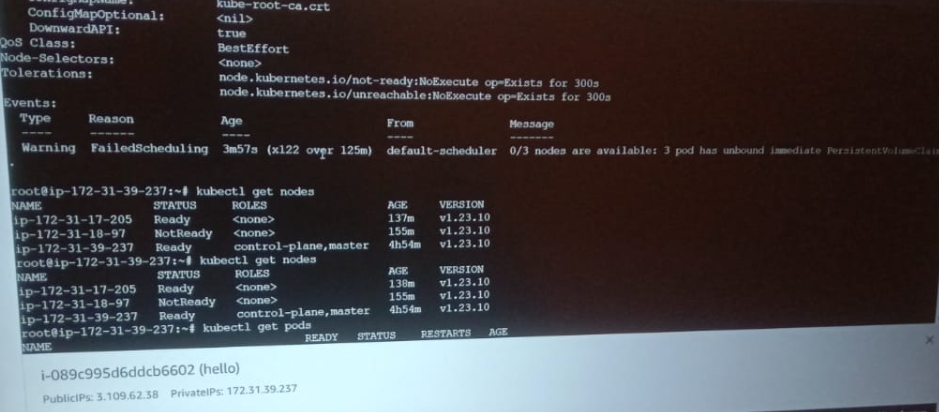 kube-root-ca.crt
ConfigMapOptional: <nil>
DownwardAPI: true
QoS Class: BestEffort
Node-Selectors: <none>
Tolerations: node.kubernetes.io/not-ready:NoExecute op=Exists for 300s
node.kubernetes.io/unreachable:NoExecute op=Exists for 300s
Events:
Type Reason Age From Message
---- ------ ---- ---- -------
Warning FailedScheduling 3m57s (x122 over 125m) default-scheduler 0/3 nodes are available: 3 pod has unbound immediate PersistentVolumeClaim
.
root@ip-172-31-39-237:~# kubectl get nodes
NAME STATUS ROLES AGE VERSION
ip-172-31-17-205 Ready <none> 137m v1.23.10
ip-172-31-18-97 NotReady <none> 155m v1.23.10
ip-172-31-39-237 Ready control-plane,master 4h54m v1.23.10
root@ip-172-31-39-237:~# kubectl get nodes
NAME STATUS ROLES AGE VERSION
ip-172-31-17-205 Ready <none> 138m v1.23.10
ip-172-31-18-97 NotReady <none> 155m v1.23.10
ip-172-31-39-237 Ready control-plane,master 4h54m v1.23.10
root@ip-172-31-39-237:~# kubectl get pods
NAME READY STATUS RESTARTS AGE
i-089c995d6ddcb6602 (hello)
PublicIPs: 3.109.62.38 PrivateIPs: 172.31.39.237